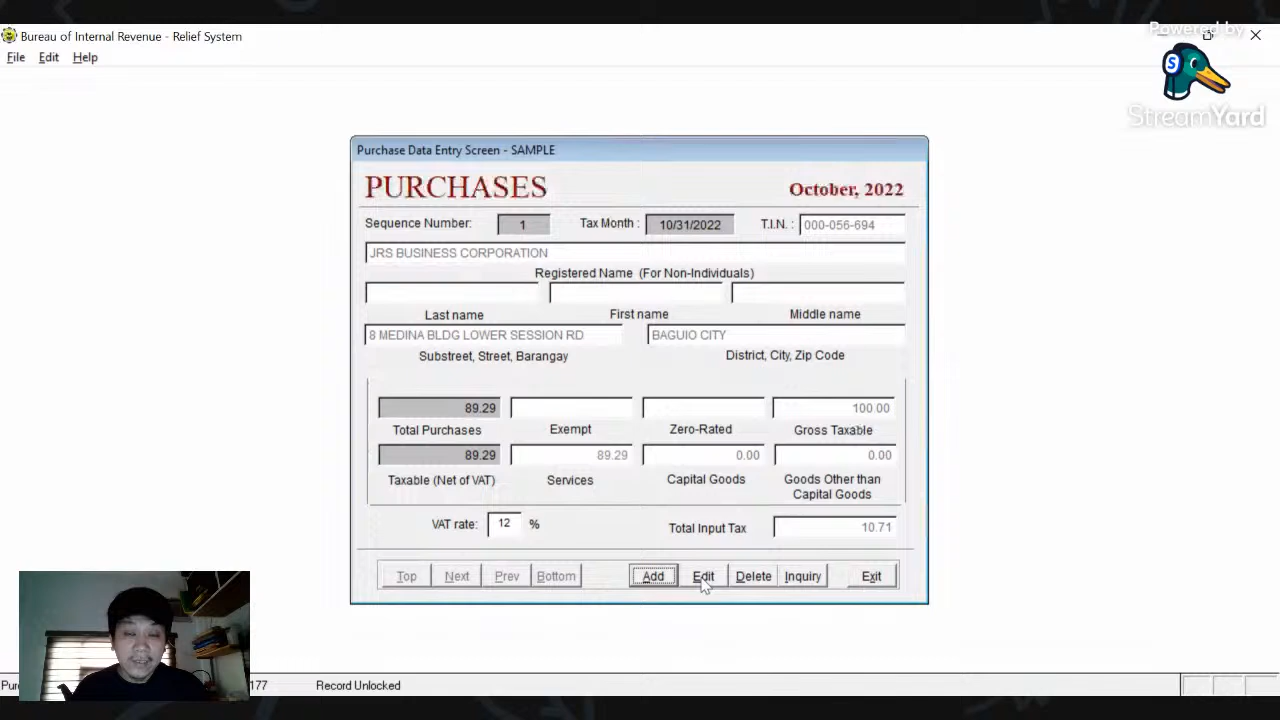 Powered by
StreamYard
Bureau of Internal Revenue - Relief System
File Edit Help
Purchase Data Entry Screen - SAMPLE
PURCHASES October, 2022
Sequence Number: 1 Tax Month : 10/31/2022 T.I.N. : 000-056-694
JRS BUSINESS CORPORATION
Registered Name (For Non-Individuals)
Last name First name Middle name
8 MEDINA BLDG LOWER SESSION RD BAGUIO CITY
Substreet, Street, Barangay District, City, Zip Code
89.29 100.00
Total Purchases Exempt Zero-Rated Gross Taxable
89.29 89.29 0.00 0.00
Taxable (Net of VAT) Services Capital Goods Goods Other than
Capital Goods
VAT rate: 12 % Total Input Tax 10.71
Top Next Prev Bottom Add Edit Delete Inquiry Exit
177 Record Unlocked